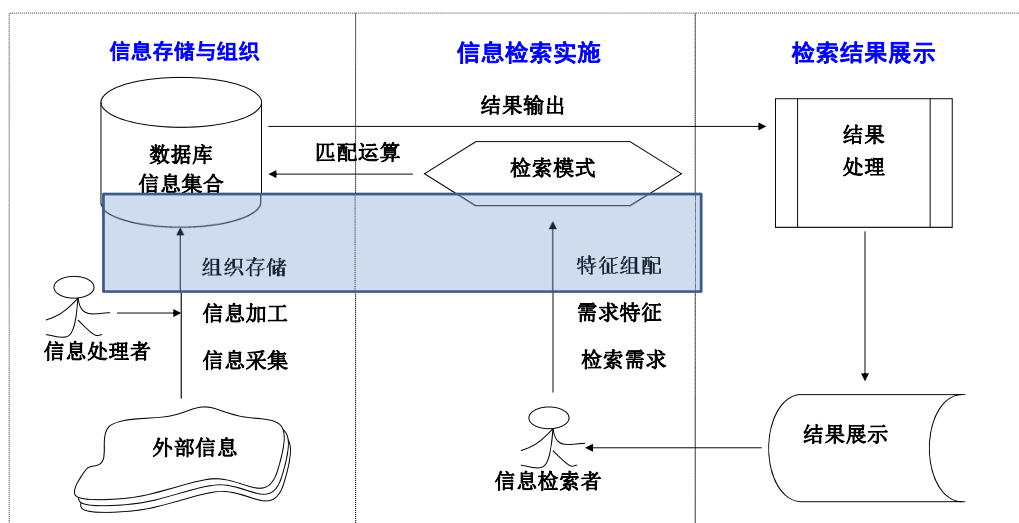 信息存储与组织
信息检索实施
检索结果展示
结果输出
数据库
信息集合
匹配运算
检索模式
结果
处理
组织存储
特征组配
信息加工
需求特征
信息处理者
信息采集
检索需求
外部信息
信息检索者
结果展示